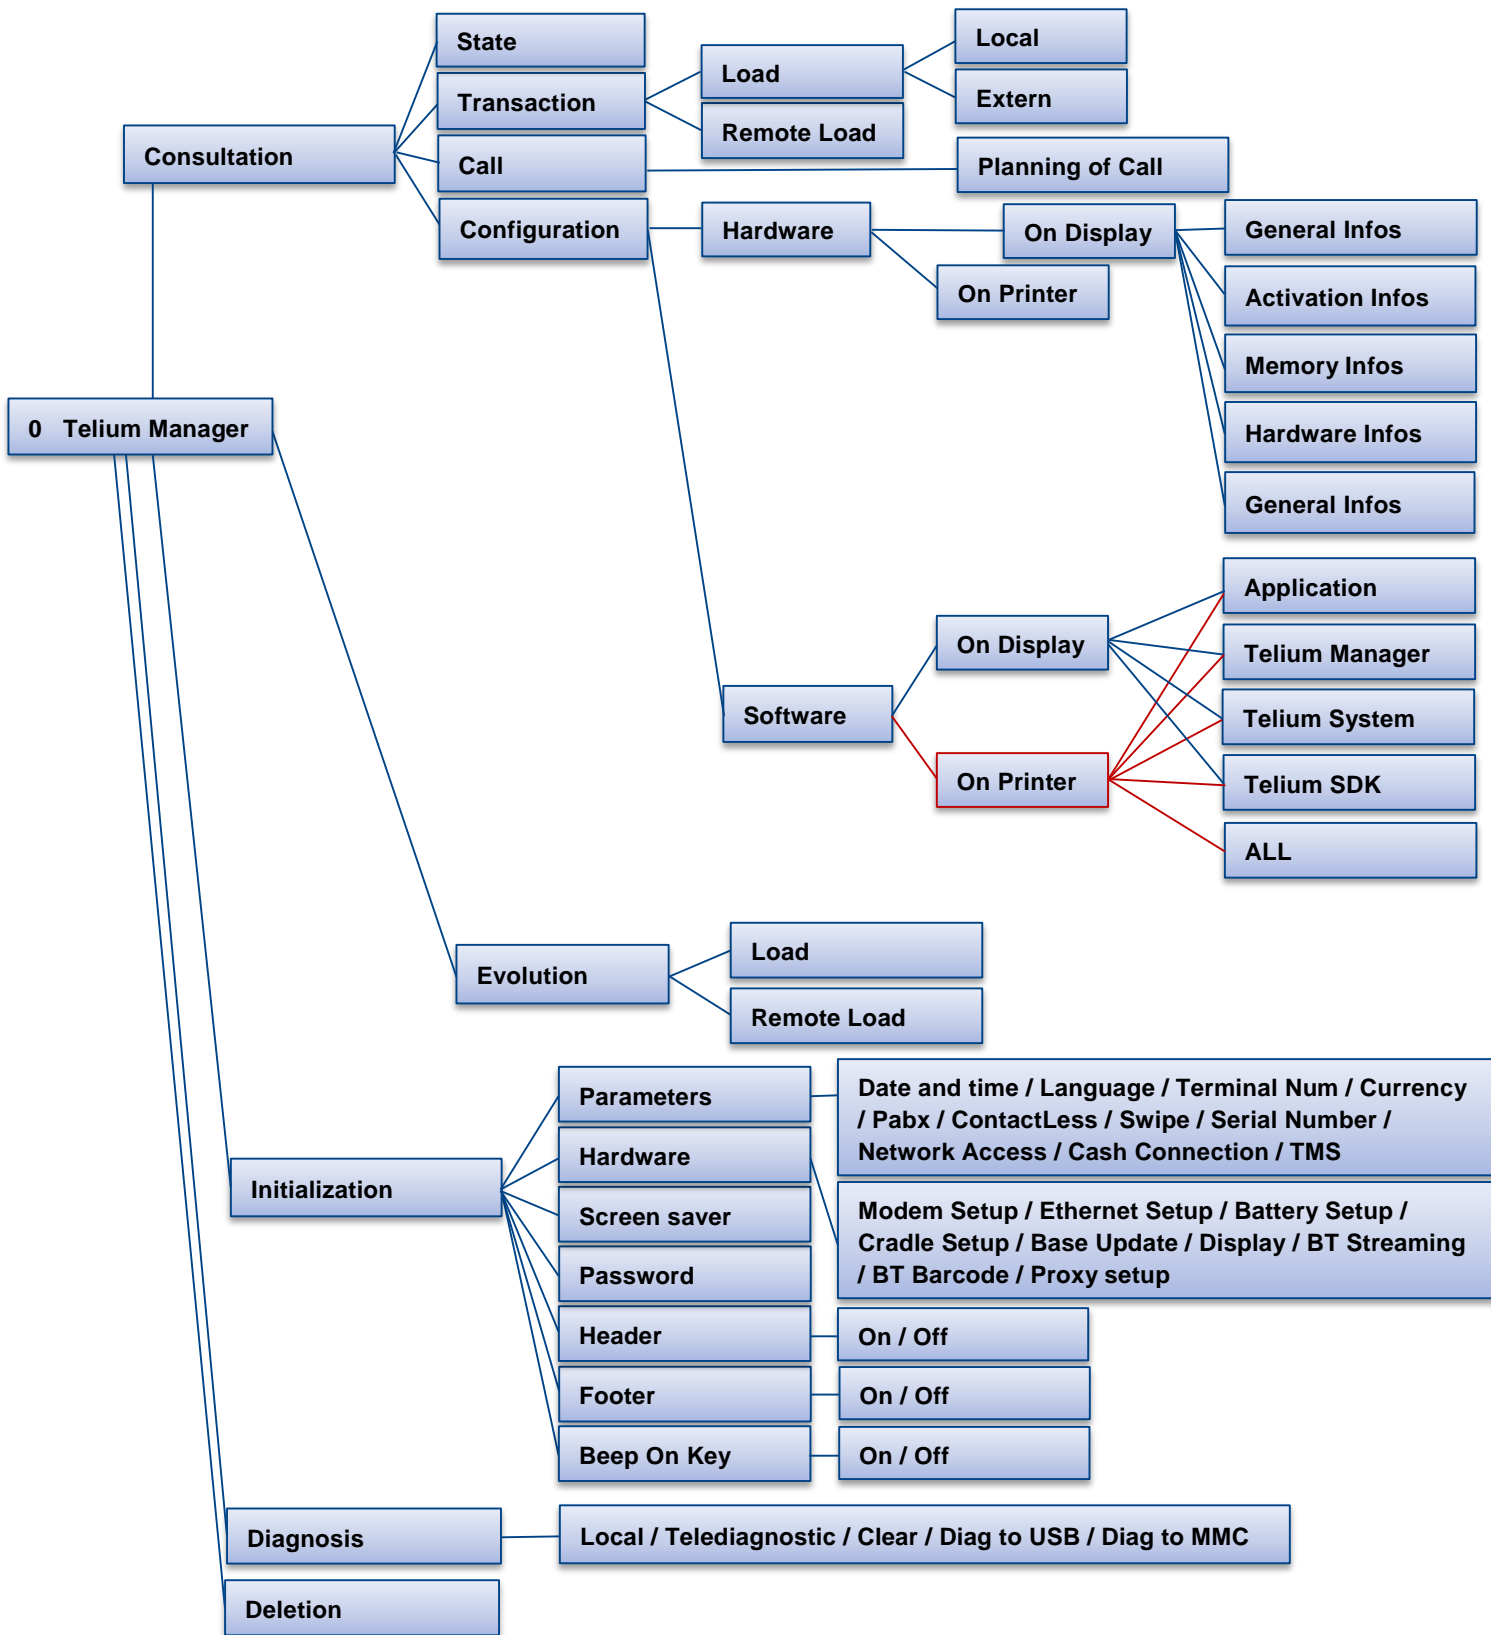 State
Local
Load
Transaction
Extern
Remote Load
Consultation
Call
Planning of Call
Configuration
Hardware
On Display
General Infos
On Printer
Activation Infos
Memory Infos
0 Telium Manager
Hardware Infos
General Infos
Application
On Display
Telium Manager
Software
Telium System
On Printer
Telium SDK
ALL
Load
Evolution
Remote Load
Parameters
Date and time / Language / Terminal Num / Currency
/ Pabx / ContactLess / Swipe / Serial Number /
Network Access / Cash Connection / TMS
Hardware
Initialization
Modem Setup / Ethernet Setup / Battery Setup /
Cradle Setup / Base Update / Display / BT Streaming
/ BT Barcode / Proxy setup
Screen saver
Password
Header
On / Off
Footer
On / Off
Beep On Key
On / Off
Diagnosis
Local / Telediagnostic / Clear / Diag to USB / Diag to MMC
Deletion